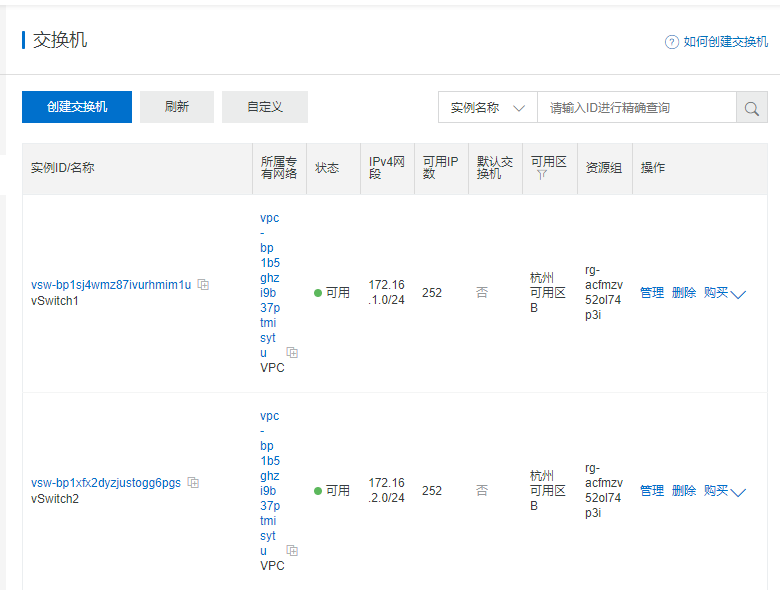 交换机
如何创建交换机
创建交换机
刷新
自定义
实例名称
请输入ID进行精确查询
实例ID/名称
所属专
有网络
状态
IPv4网
段
可用IP
数
默认交
换机
可用区
资源组
操作
vsw-bp1sj4wmz87ivurhmim1u
vSwitch1
vpc
-
bp
1b5
ghz
i9b
37p
tmi
syt
u
VPC
可用
172.16
.1.0/24
252
否
杭州
可用区
B
rg-
acfmzv
52ol74
p3i
管理 删除 购买
vsw-bp1xfx2dyzjustogg6pgs
vSwitch2
vpc
-
bp
1b5
ghz
i9b
37p
tmi
syt
u
VPC
可用
172.16
.2.0/24
252
否
杭州
可用区
B
rg-
acfmzv
52ol74
p3i
管理 删除 购买